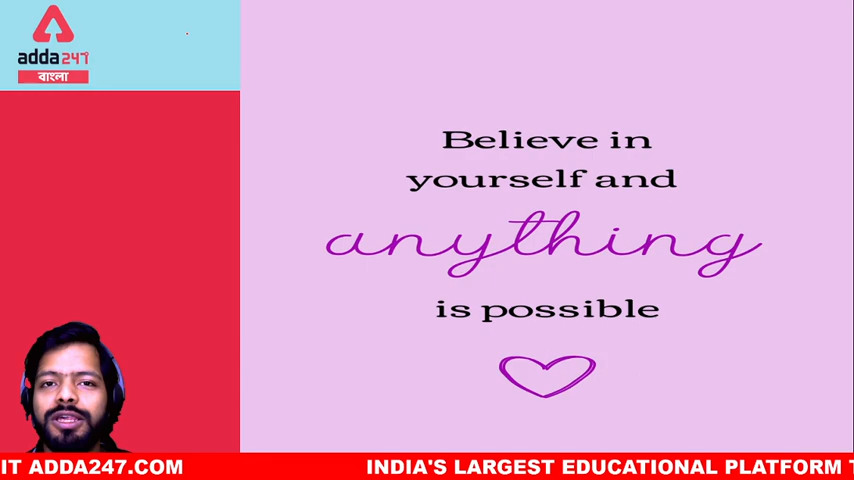 adda247
বাংলা
Believe in
yourself and
anything
is possible
IT ADDA247.COM INDIA'S LARGEST EDUCATIONAL PLATFORM T